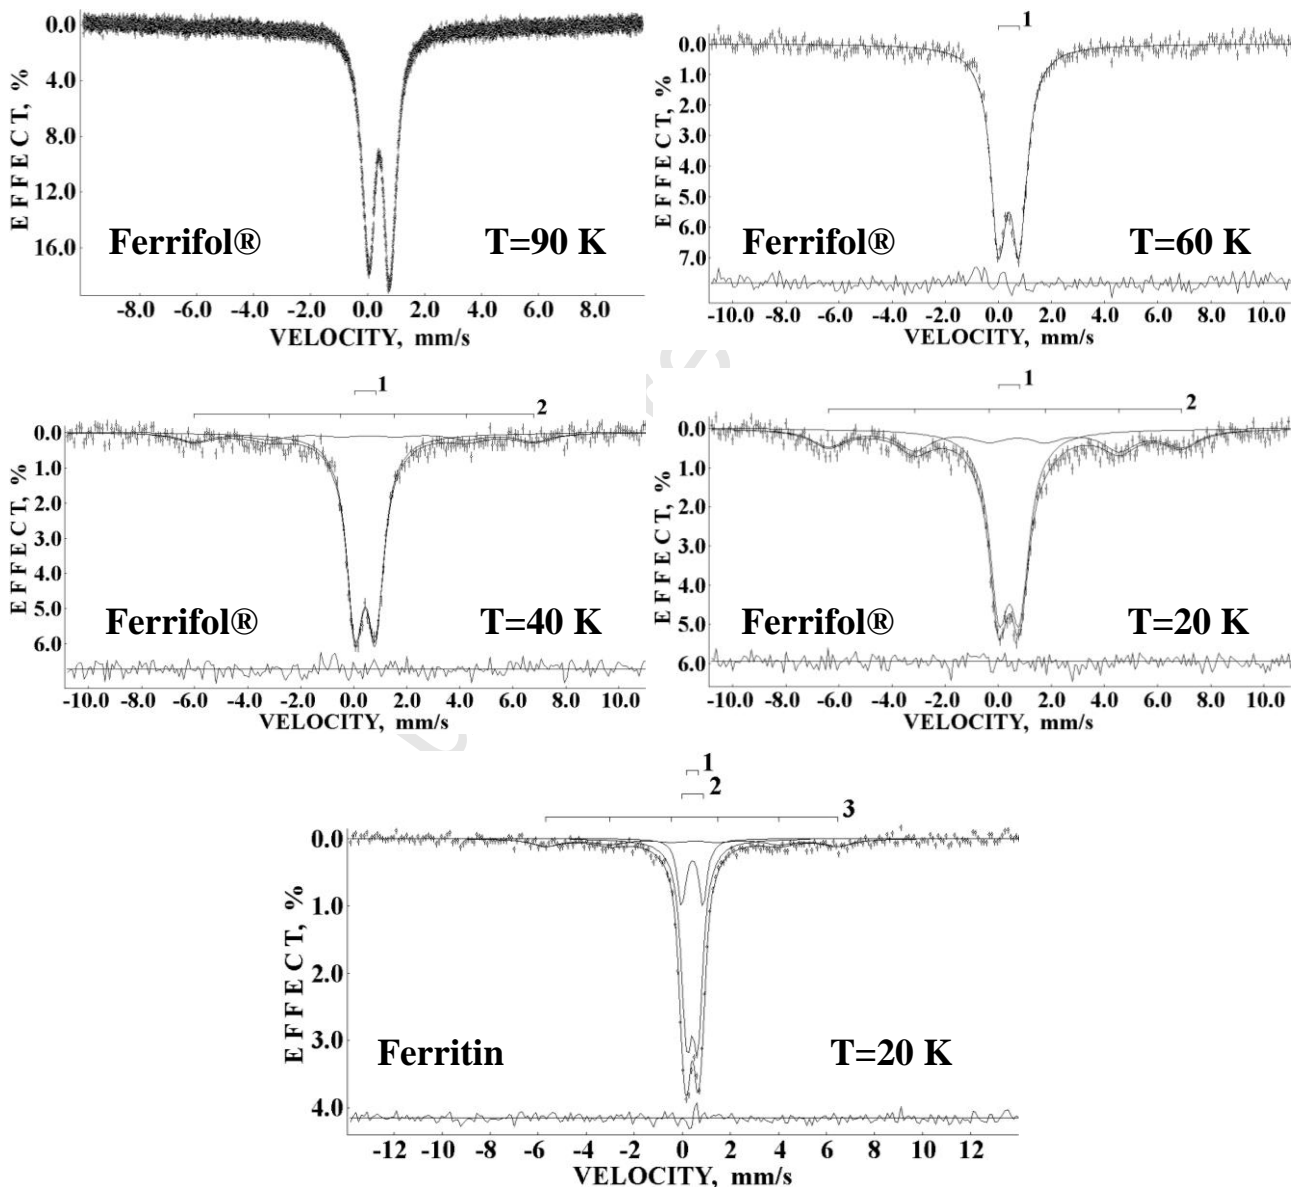 0.0
4.0
8.0
12.0
16.0
EFFECT, %
Ferrifol® T=90 K
-8.0 -6.0 -4.0 -2.0 0.0 2.0 4.0 6.0 8.0
VELOCITY, mm/s
1
0.0
1.0
2.0
3.0
4.0
5.0
6.0
7.0
EFFECT, %
Ferrifol® T=60 K
-10.0 -8.0 -6.0 -4.0 -2.0 0.0 2.0 4.0 6.0 8.0 10.0
VELOCITY, mm/s
1
2
0.0
1.0
2.0
3.0
4.0
5.0
6.0
EFFECT, %
Ferrifol® T=40 K
-10.0 -8.0 -6.0 -4.0 -2.0 0.0 2.0 4.0 6.0 8.0 10.0
VELOCITY, mm/s
1
2
0.0
1.0
2.0
3.0
4.0
5.0
6.0
EFFECT, %
Ferrifol® T=20 K
-10.0 -8.0 -6.0 -4.0 -2.0 0.0 2.0 4.0 6.0 8.0 10.0
VELOCITY, mm/s
1
2
3
0.0
1.0
2.0
3.0
4.0
EFFECT, %
Ferritin T=20 K
-12 -10 -8 -6 -4 -2 0 2 4 6 8 10 12
VELOCITY, mm/s